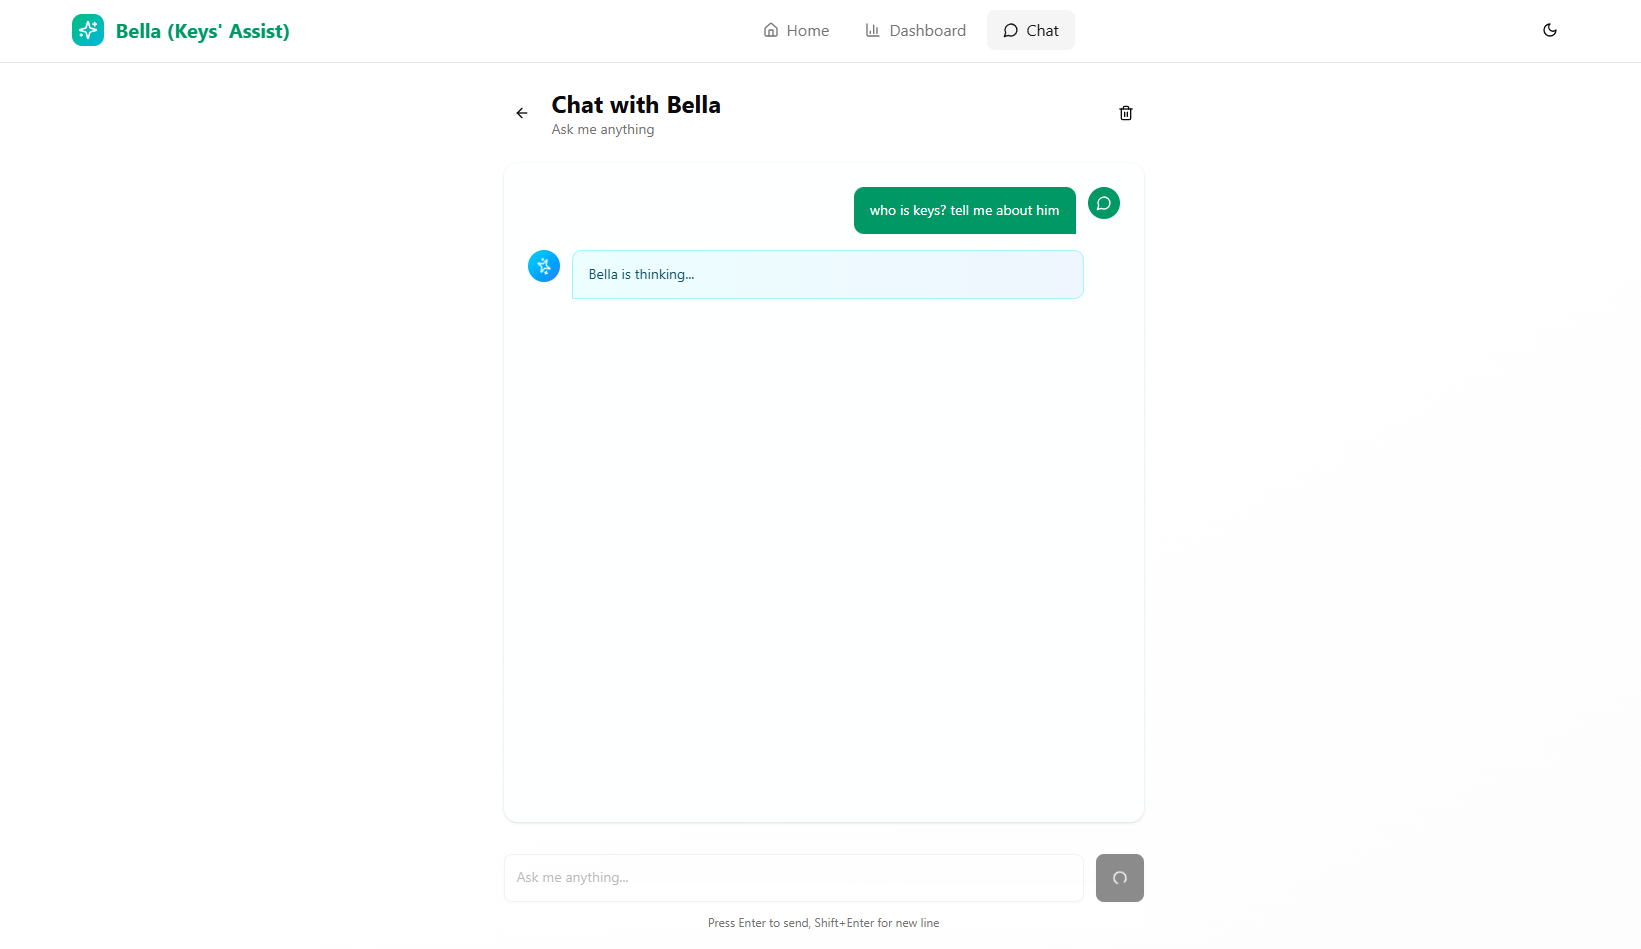 Bella (Keys' Assist)
Home
Dashboard
Chat
Chat with Bella
Ask me anything
who is keys? tell me about him
Bella is thinking...
Ask me anything...
Press Enter to send, Shift+Enter for new line